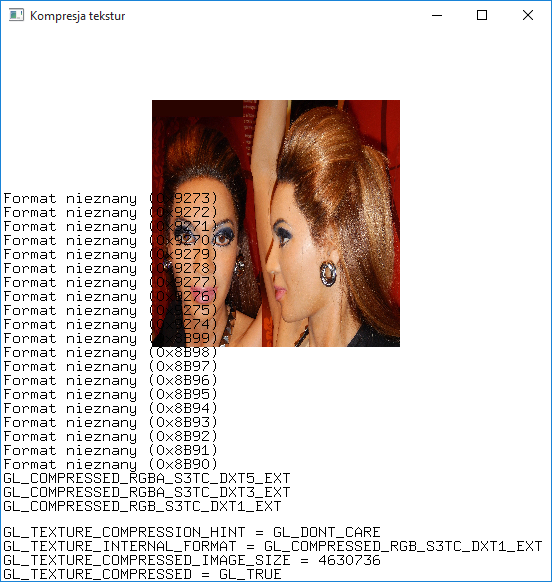 Kompresja tekstur
Format nieznany (0x9273)
Format nieznany (0x9272)
Format nieznany (0x9271)
Format nieznany (0x9270)
Format nieznany (0x9279)
Format nieznany (0x9278)
Format nieznany (0x9277)
Format nieznany (0x9276)
Format nieznany (0x9275)
Format nieznany (0x9274)
Format nieznany (0x8B99)
Format nieznany (0x8B98)
Format nieznany (0x8B97)
Format nieznany (0x8B96)
Format nieznany (0x8B95)
Format nieznany (0x8B94)
Format nieznany (0x8B93)
Format nieznany (0x8B92)
Format nieznany (0x8B91)
Format nieznany (0x8B90)
GL_COMPRESSED_RGBA_S3TC_DXT5_EXT
GL_COMPRESSED_RGBA_S3TC_DXT3_EXT
GL_COMPRESSED_RGB_S3TC_DXT1_EXT
GL_TEXTURE_COMPRESSION_HINT = GL_DONT_CARE
GL_TEXTURE_INTERNAL_FORMAT = GL_COMPRESSED_RGB_S3TC_DXT1_EXT
GL_TEXTURE_COMPRESSED_IMAGE_SIZE = 4630736
GL_TEXTURE_COMPRESSED = GL_TRUE